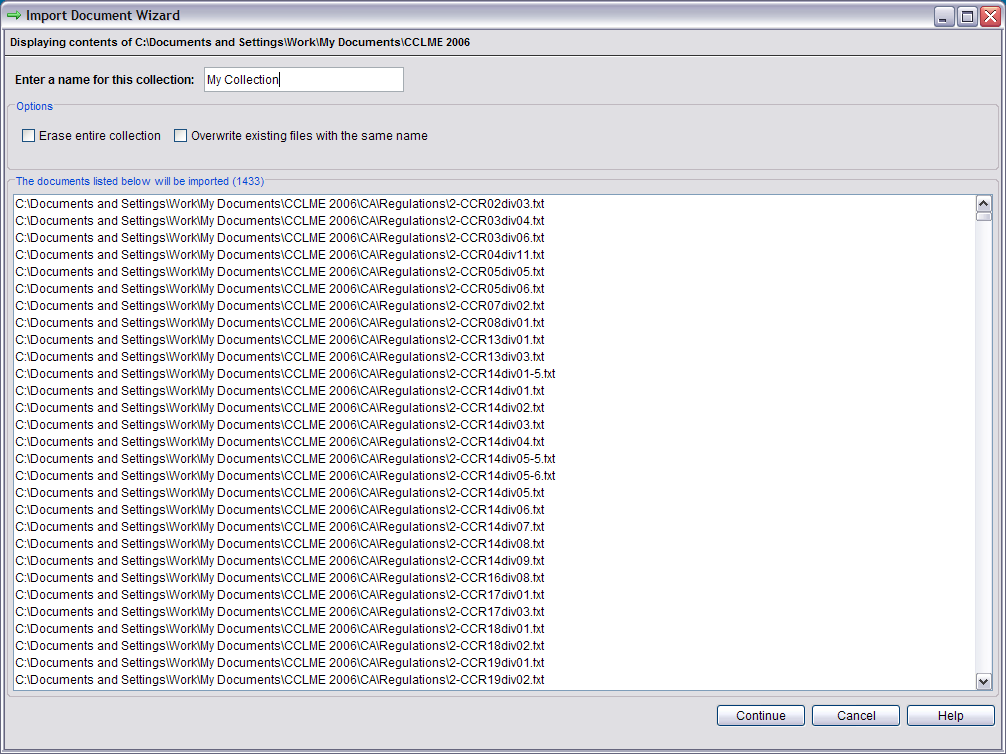 Import Document Wizard
Displaying contents of C:\Documents and Settings\Work\My Documents\CCLME 2006
Enter a name for this collection: My Collection
Options
Erase entire collection Overwrite existing files with the same name
The documents listed below will be imported (1433)
C:\Documents and Settings\Work\My Documents\CCLME 2006\CA\Regulations\2-CCR02div03.txt
C:\Documents and Settings\Work\My Documents\CCLME 2006\CA\Regulations\2-CCR03div04.txt
C:\Documents and Settings\Work\My Documents\CCLME 2006\CA\Regulations\2-CCR03div06.txt
C:\Documents and Settings\Work\My Documents\CCLME 2006\CA\Regulations\2-CCR04div11.txt
C:\Documents and Settings\Work\My Documents\CCLME 2006\CA\Regulations\2-CCR05div05.txt
C:\Documents and Settings\Work\My Documents\CCLME 2006\CA\Regulations\2-CCR05div06.txt
C:\Documents and Settings\Work\My Documents\CCLME 2006\CA\Regulations\2-CCR07div02.txt
C:\Documents and Settings\Work\My Documents\CCLME 2006\CA\Regulations\2-CCR08div01.txt
C:\Documents and Settings\Work\My Documents\CCLME 2006\CA\Regulations\2-CCR13div01.txt
C:\Documents and Settings\Work\My Documents\CCLME 2006\CA\Regulations\2-CCR13div03.txt
C:\Documents and Settings\Work\My Documents\CCLME 2006\CA\Regulations\2-CCR14div01-5.txt
C:\Documents and Settings\Work\My Documents\CCLME 2006\CA\Regulations\2-CCR14div01.txt
C:\Documents and Settings\Work\My Documents\CCLME 2006\CA\Regulations\2-CCR14div02.txt
C:\Documents and Settings\Work\My Documents\CCLME 2006\CA\Regulations\2-CCR14div03.txt
C:\Documents and Settings\Work\My Documents\CCLME 2006\CA\Regulations\2-CCR14div04.txt
C:\Documents and Settings\Work\My Documents\CCLME 2006\CA\Regulations\2-CCR14div05-5.txt
C:\Documents and Settings\Work\My Documents\CCLME 2006\CA\Regulations\2-CCR14div05-6.txt
C:\Documents and Settings\Work\My Documents\CCLME 2006\CA\Regulations\2-CCR14div05.txt
C:\Documents and Settings\Work\My Documents\CCLME 2006\CA\Regulations\2-CCR14div06.txt
C:\Documents and Settings\Work\My Documents\CCLME 2006\CA\Regulations\2-CCR14div07.txt
C:\Documents and Settings\Work\My Documents\CCLME 2006\CA\Regulations\2-CCR14div08.txt
C:\Documents and Settings\Work\My Documents\CCLME 2006\CA\Regulations\2-CCR14div09.txt
C:\Documents and Settings\Work\My Documents\CCLME 2006\CA\Regulations\2-CCR16div08.txt
C:\Documents and Settings\Work\My Documents\CCLME 2006\CA\Regulations\2-CCR17div01.txt
C:\Documents and Settings\Work\My Documents\CCLME 2006\CA\Regulations\2-CCR17div03.txt
C:\Documents and Settings\Work\My Documents\CCLME 2006\CA\Regulations\2-CCR18div01.txt
C:\Documents and Settings\Work\My Documents\CCLME 2006\CA\Regulations\2-CCR18div02.txt
C:\Documents and Settings\Work\My Documents\CCLME 2006\CA\Regulations\2-CCR19div01.txt
C:\Documents and Settings\Work\My Documents\CCLME 2006\CA\Regulations\2-CCR19div02.txt
Continue Cancel Help